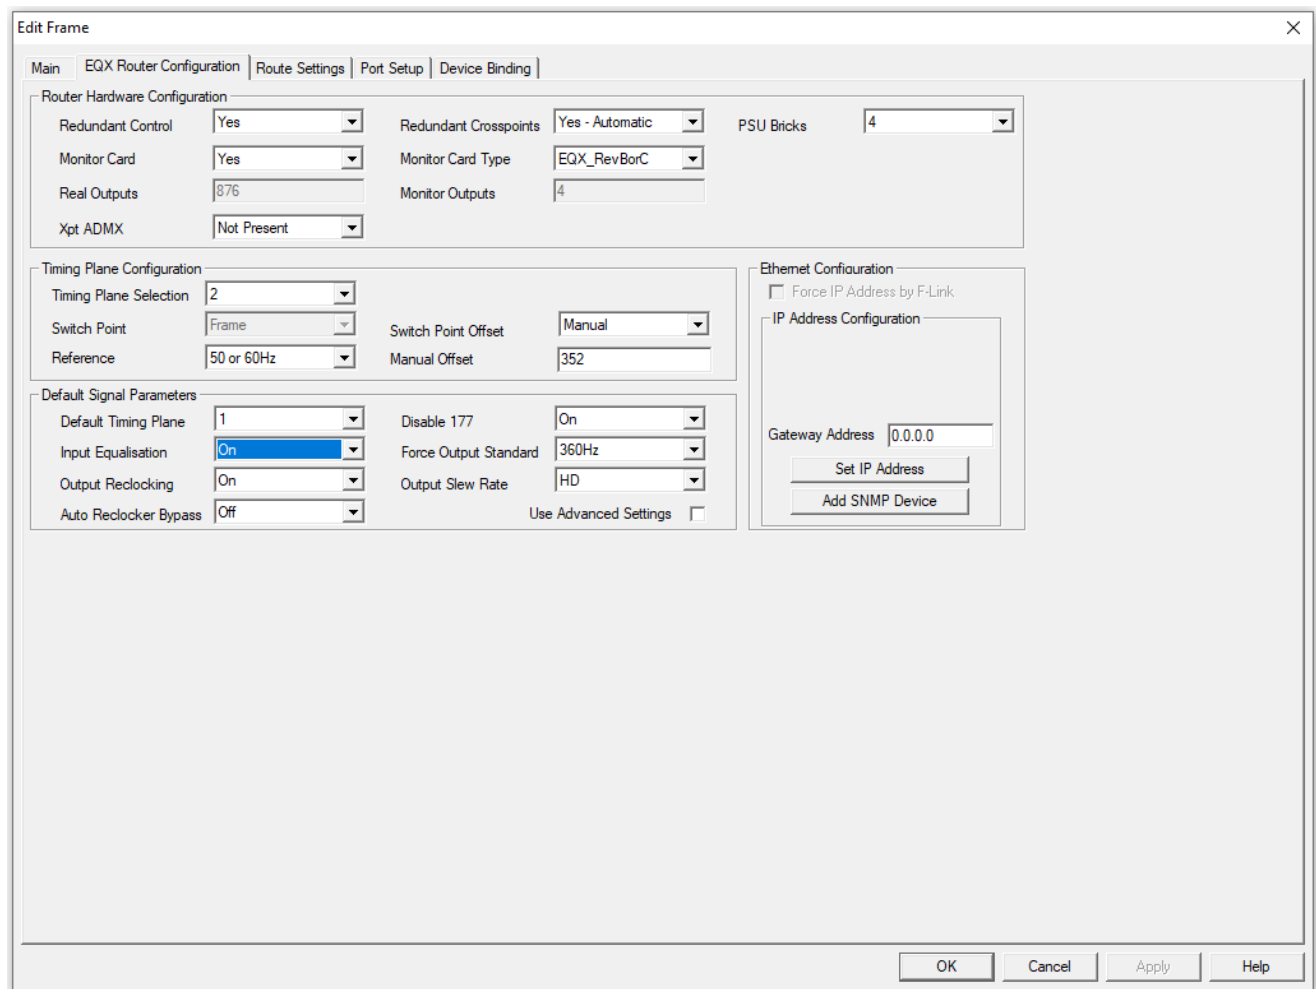 Edit Frame
Main EQX Router Configuration Route Settings Port Setup Device Binding
Router Hardware Configuration
Redundant Control Yes Redundant Crosspoints Yes - Automatic PSU Bricks 4
Monitor Card Yes Monitor Card Type EQX_RevBorC
Real Outputs 876 Monitor Outputs 4
Xpt ADMX Not Present
Timing Plane Configuration
Timing Plane Selection 2
Switch Point Frame Switch Point Offset Manual
Reference 50 or 60Hz Manual Offset 352
Ethernet Configuration
Force IP Address by F-Link
IP Address Configuration
Gateway Address 0.0.0.0
Set IP Address
Add SNMP Device
Default Signal Parameters
Default Timing Plane 1 Disable 177 On
Input Equalisation On Force Output Standard 360Hz
Output Reclocking On Output Slew Rate HD
Auto Reclocker Bypass Off Use Advanced Settings
OK Cancel Apply Help